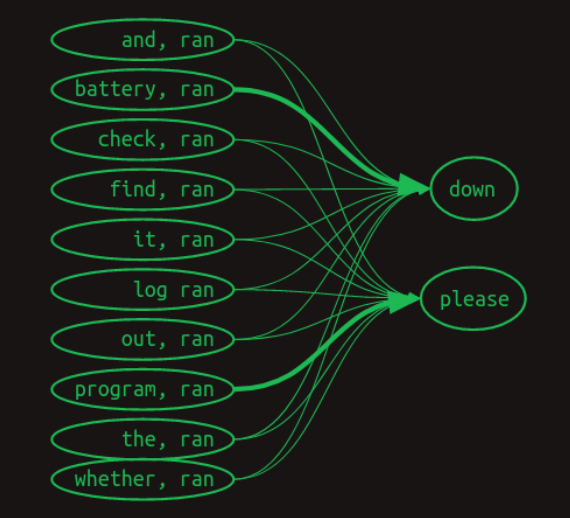 and, ran
battery, ran
check, ran
find, ran
it, ran
log ran
out, ran
program, ran
the, ran
whether, ran
down
please